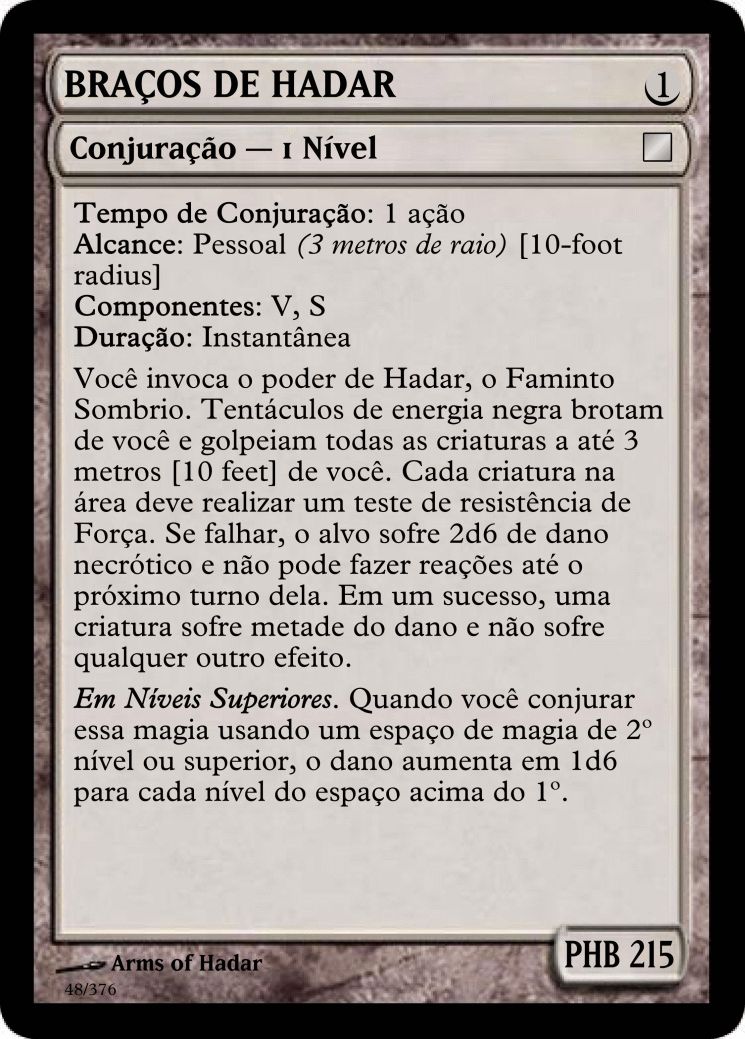 BRAÇOS DE HADAR 1
Conjuração — 1 Nível
Tempo de Conjuração: 1 ação
Alcance: Pessoal (3 metros de raio) [10-foot
radius]
Componentes: V, S
Duração: Instantânea
Você invoca o poder de Hadar, o Faminto
Sombrio. Tentáculos de energia negra brotam
de você e golpeiam todas as criaturas a até 3
metros [10 feet] de você. Cada criatura na
área deve realizar um teste de resistência de
Força. Se falhar, o alvo sofre 2d6 de dano
necrótico e não pode fazer reações até o
próximo turno dela. Em um sucesso, uma
criatura sofre metade do dano e não sofre
qualquer outro efeito.
Em Níveis Superiores. Quando você conjurar
essa magia usando um espaço de magia de 2º
nível ou superior, o dano aumenta em 1d6
para cada nível do espaço acima do 1º.
PHB 215
Arms of Hadar
48/376